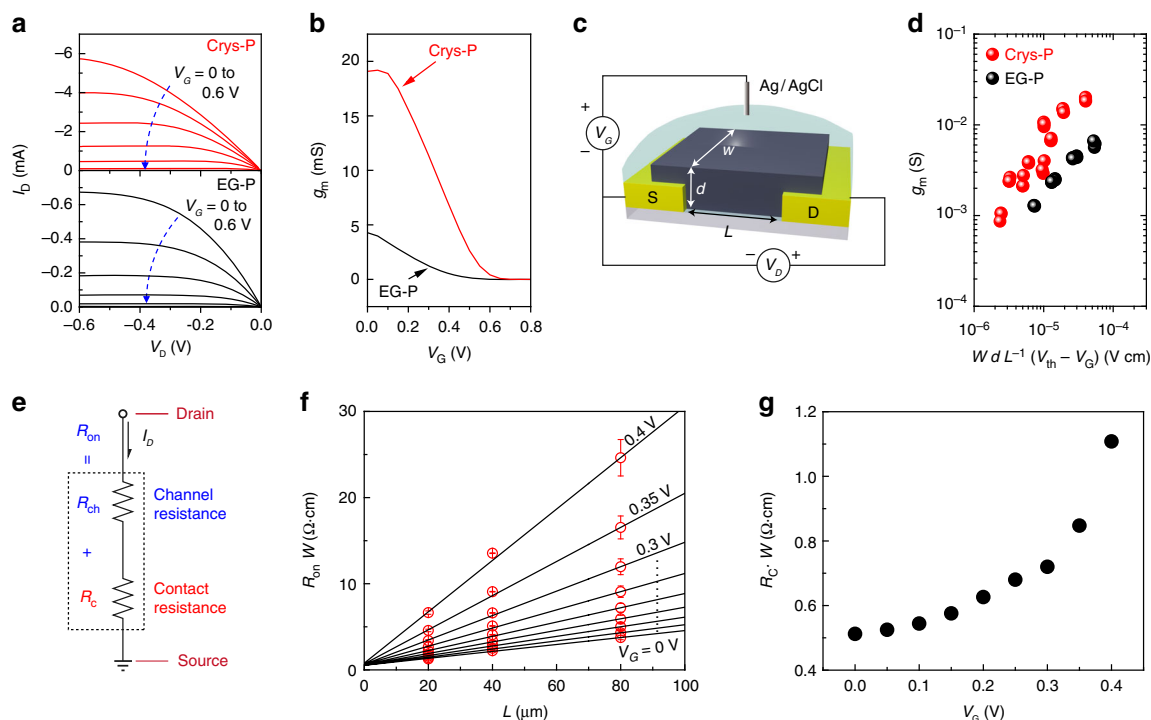 a
Crys-P
V_G = 0 to
0.6 V
–6
–4
–2
0
EG-P
V_G = 0 to
0.6 V
–0.6
–0.4
–0.2
0.0
I_D (mA)
–0.6 –0.4 –0.2 0.0
V_D (V)
b
20
15
10
5
0
g_m (mS)
Crys-P
EG-P
0.0 0.2 0.4 0.6 0.8
V_G (V)
c
Ag/AgCl
+
V_G
–
W
d
L
S
D
– V_D +
d
Crys-P
EG-P
10⁻¹
10⁻²
10⁻³
10⁻⁴
g_m (S)
10⁻⁶ 10⁻⁵ 10⁻⁴
W d L⁻¹ (V_th – V_G) (V cm)
e
Drain
R_on
I_D
=
R_ch
Channel
resistance
+
R_c
Contact
resistance
Source
f
30
20
10
0
R_on W (Ω·cm)
0.4 V
0.35 V
0.3 V
V_G = 0 V
0 20 40 60 80 100
L (μm)
g
1.2
1.0
0.8
0.6
0.4
R_C· W (Ω·cm)
0.0 0.1 0.2 0.3 0.4
V_G (V)